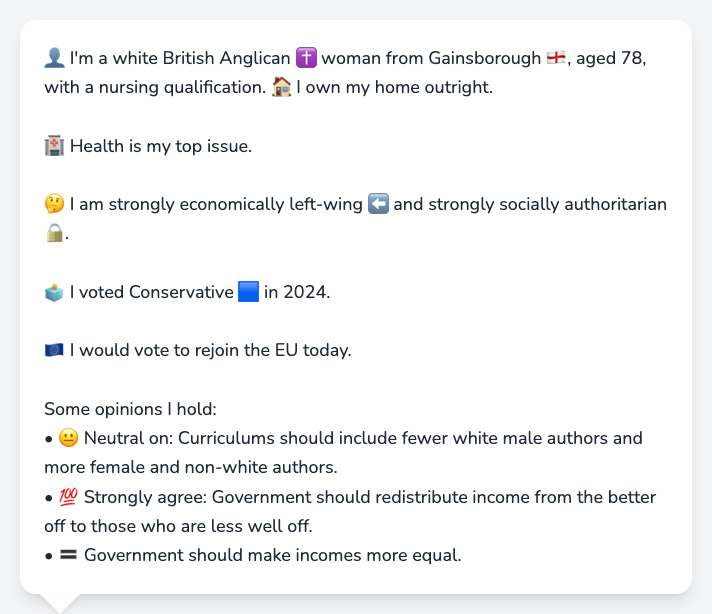 👤 I'm a white British Anglican ✝️ woman from Gainsborough 🏴󠁧󠁢󠁥󠁮󠁧󠁿, aged 78,
with a nursing qualification. 🏠 I own my home outright.
🏥 Health is my top issue.
🤔 I am strongly economically left-wing ⬅️ and strongly socially authoritarian
🔒.
🗳️ I voted Conservative 🟦 in 2024.
🇪🇺 I would vote to rejoin the EU today.
Some opinions I hold:
• 😐 Neutral on: Curriculums should include fewer white male authors and
more female and non-white authors.
• 💯 Strongly agree: Government should redistribute income from the better
off to those who are less well off.
• 🟰 Government should make incomes more equal.